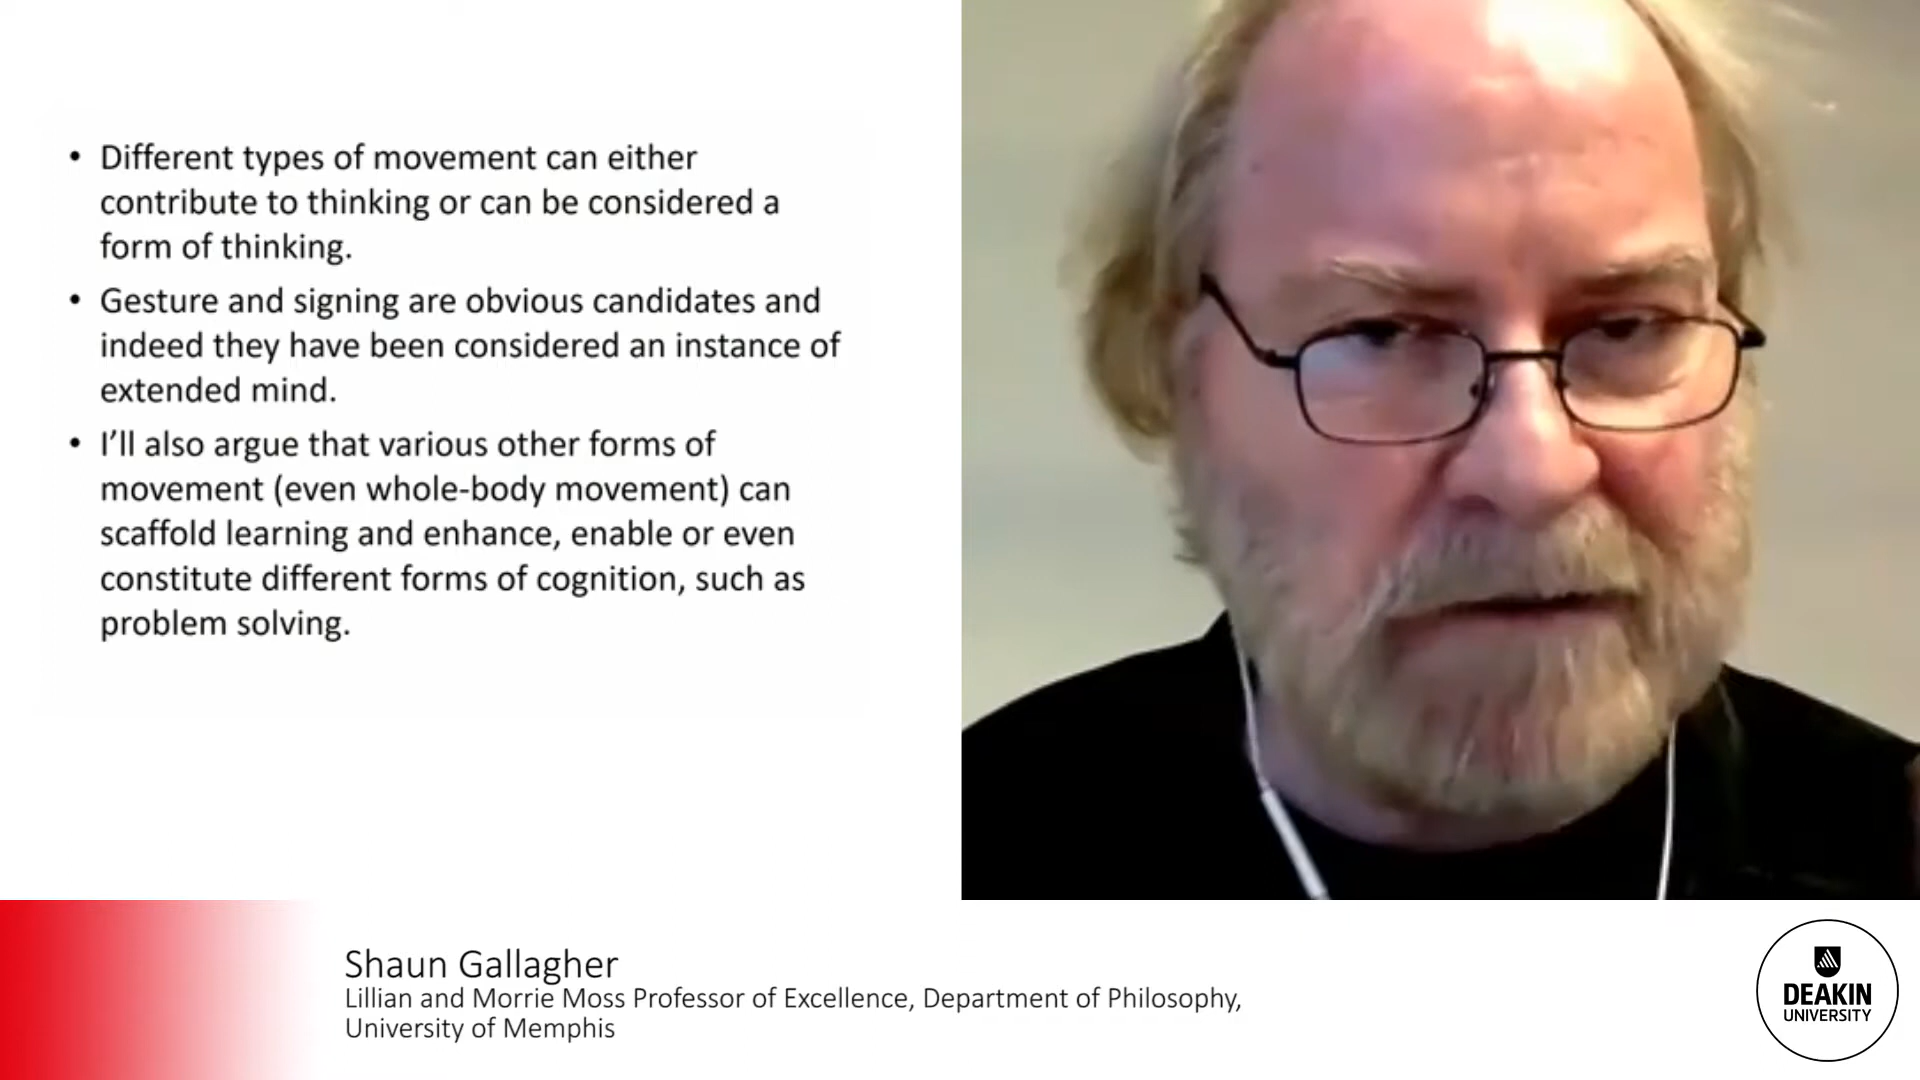 • Different types of movement can either
contribute to thinking or can be considered a
form of thinking.
• Gesture and signing are obvious candidates and
indeed they have been considered an instance of
extended mind.
• I’ll also argue that various other forms of
movement (even whole-body movement) can
scaffold learning and enhance, enable or even
constitute different forms of cognition, such as
problem solving.
Shaun Gallagher
Lillian and Morrie Moss Professor of Excellence, Department of Philosophy,
University of Memphis
DEAKIN
UNIVERSITY